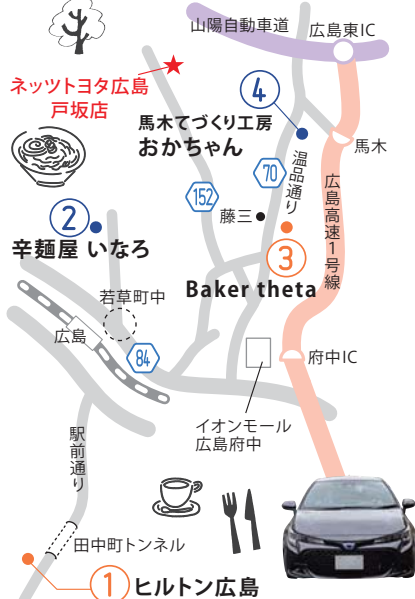 山陽自動車道
広島東IC
ネッツトヨタ広島
戸坂店
4
馬木てづくり工房
おかちゃん
馬木
70
温品通り
152
藤三
広島高速1号線
2
辛麺屋 いなろ
3
Baker theta
若草町中
広島
84
府中IC
イオンモール
広島府中
駅前通り
田中町トンネル
1 ヒルトン広島